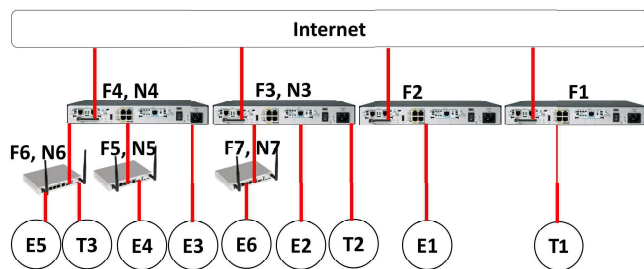 Internet
F4, N4
F3, N3
F2
F1
F6, N6
F5, N5
F7, N7
E5
T3
E4
E3
E6
E2
T2
E1
T1